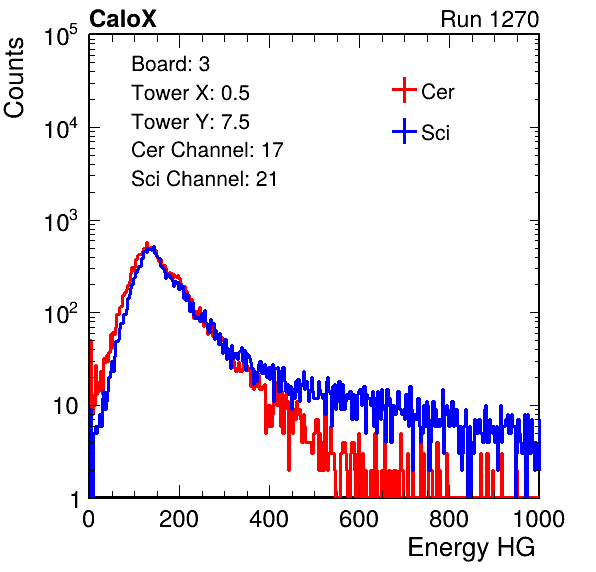 CaloX Run 1270
Counts
Board: 3
Tower X: 0.5
Tower Y: 7.5
Cer Channel: 17
Sci Channel: 21
Cer
Sci
10^5
10^4
10^3
10^2
10
1
0 200 400 600 800 1000
Energy HG